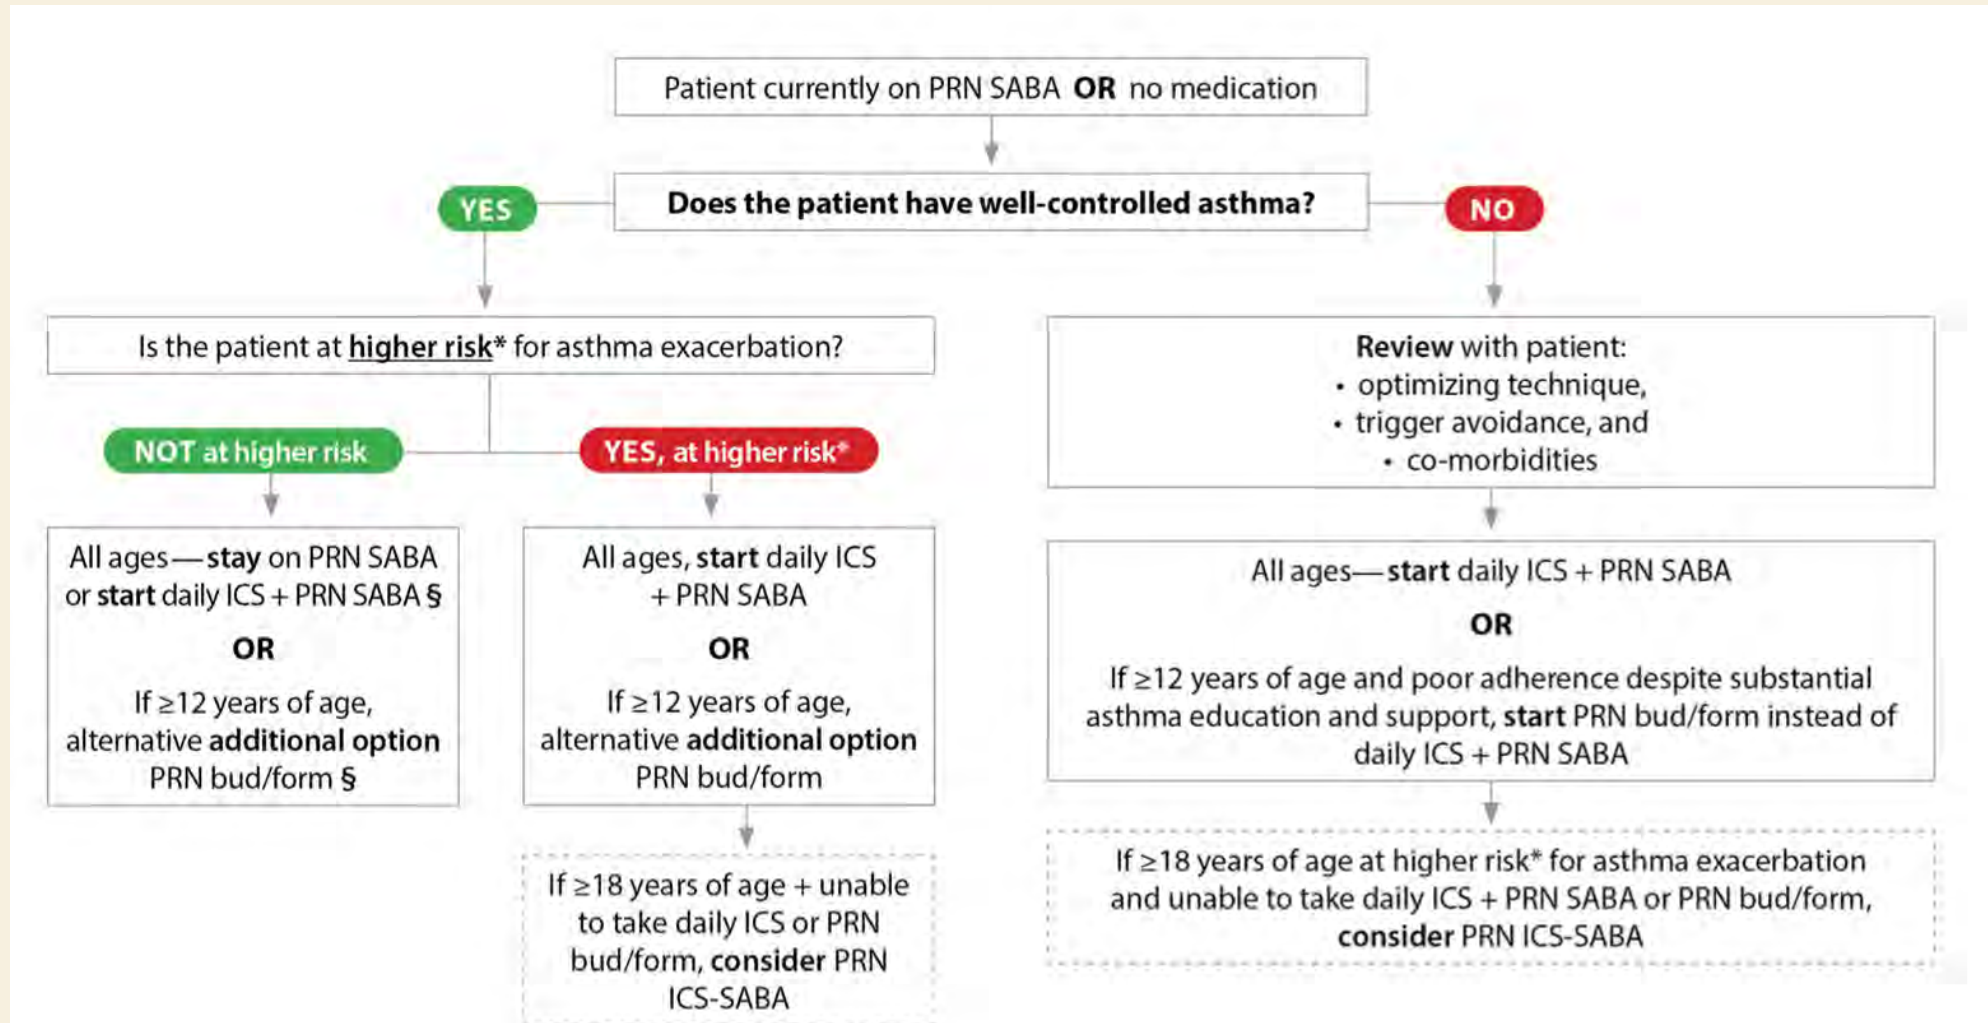 Patient currently on PRN SABA OR no medication
Does the patient have well-controlled asthma?
YES
NO
Is the patient at higher risk* for asthma exacerbation?
NOT at higher risk
YES, at higher risk*
All ages—stay on PRN SABA
or start daily ICS + PRN SABA §
OR
If ≥12 years of age,
alternative additional option
PRN bud/form §
All ages, start daily ICS
+ PRN SABA
OR
If ≥12 years of age,
alternative additional option
PRN bud/form
If ≥18 years of age + unable
to take daily ICS or PRN
bud/form, consider PRN
ICS-SABA
Review with patient:
• optimizing technique,
• trigger avoidance, and
• co-morbidities
All ages—start daily ICS + PRN SABA
OR
If ≥12 years of age and poor adherence despite substantial
asthma education and support, start PRN bud/form instead of
daily ICS + PRN SABA
If ≥18 years of age at higher risk* for asthma exacerbation
and unable to take daily ICS + PRN SABA or PRN bud/form,
consider PRN ICS-SABA